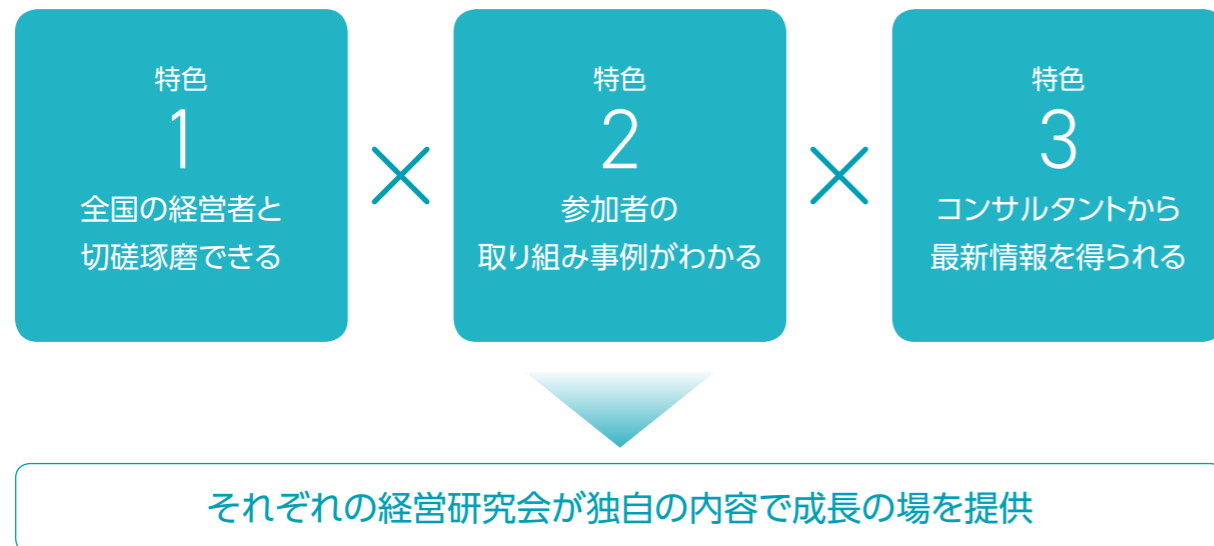 特色
1
全国の経営者と
切磋琢磨できる
×
特色
2
参加者の
取り組み事例がわかる
×
特色
3
コンサルタントから
最新情報を得られる
それぞれの経営研究会が独自の内容で成長の場を提供